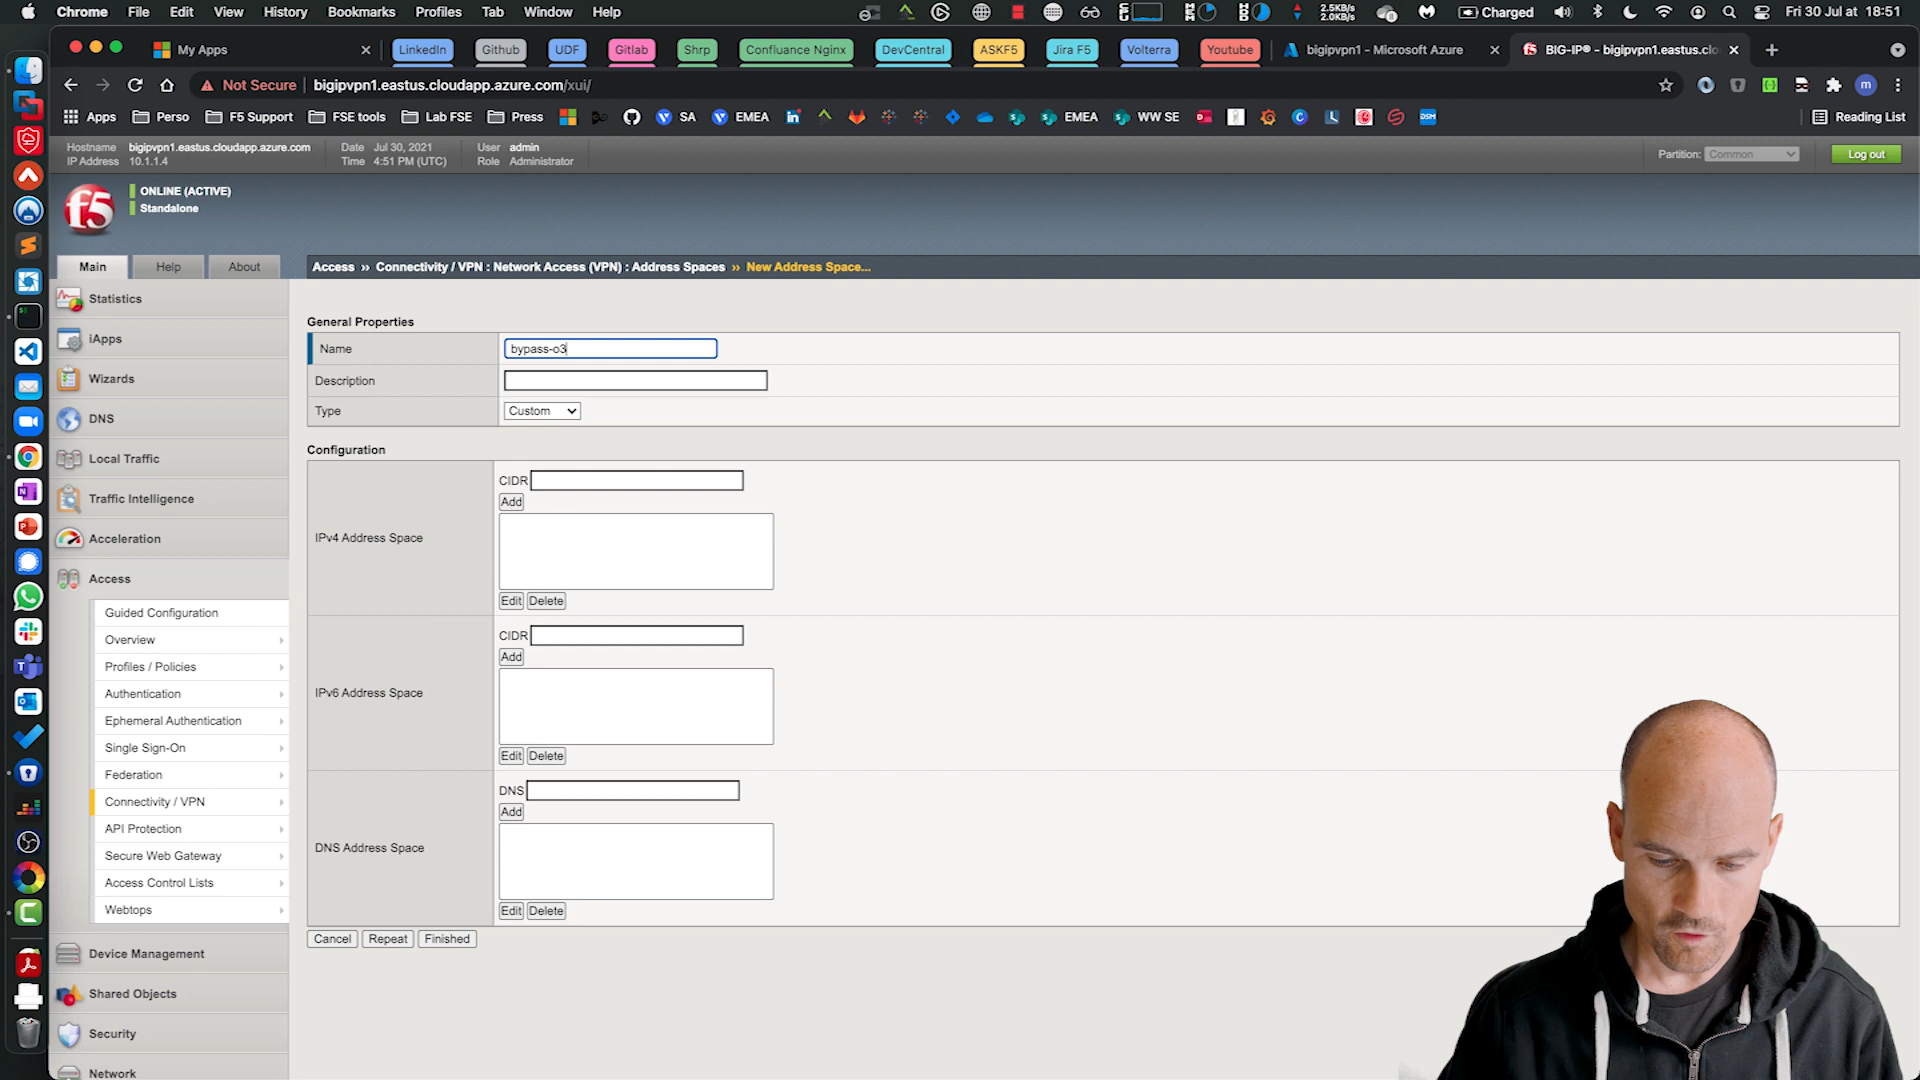 Chrome File Edit View History Bookmarks Profiles Tab Window Help
2.5KB/s
2.0KB/s
Charged
Fri 30 Jul at 18:51
My Apps
LinkedIn
Github
UDF
Gitlab
Shrp
Confluance Nginx
DevCentral
ASKF5
Jira F5
Volterra
Youtube
bigipvpn1 - Microsoft Azure
BIG-IP® - bigipvpn1.eastus.clo
Not Secure
bigipvpn1.eastus.cloudapp.azure.com/xui/
m
Apps
Perso
F5 Support
FSE tools
Lab FSE
Press
SA
EMEA
EMEA
WW SE
Reading List
Hostname bigipvpn1.eastus.cloudapp.azure.com
IP Address 10.1.1.4
Date Jul 30, 2021
Time 4:51 PM (UTC)
User admin
Role Administrator
Partition: Common
Log out
f5
ONLINE (ACTIVE)
Standalone
Main
Help
About
Access ›› Connectivity / VPN : Network Access (VPN) : Address Spaces ›› New Address Space...
Statistics
iApps
Wizards
DNS
Local Traffic
Traffic Intelligence
Acceleration
Access
Guided Configuration
Overview
Profiles / Policies
Authentication
Ephemeral Authentication
Single Sign-On
Federation
Connectivity / VPN
API Protection
Secure Web Gateway
Access Control Lists
Webtops
Device Management
Shared Objects
Security
Network
General Properties
Name
bypass-o3
Description
Type
Custom
Configuration
IPv4 Address Space
CIDR
Add
Edit Delete
IPv6 Address Space
CIDR
Add
Edit Delete
DNS Address Space
DNS
Add
Edit Delete
Cancel Repeat Finished